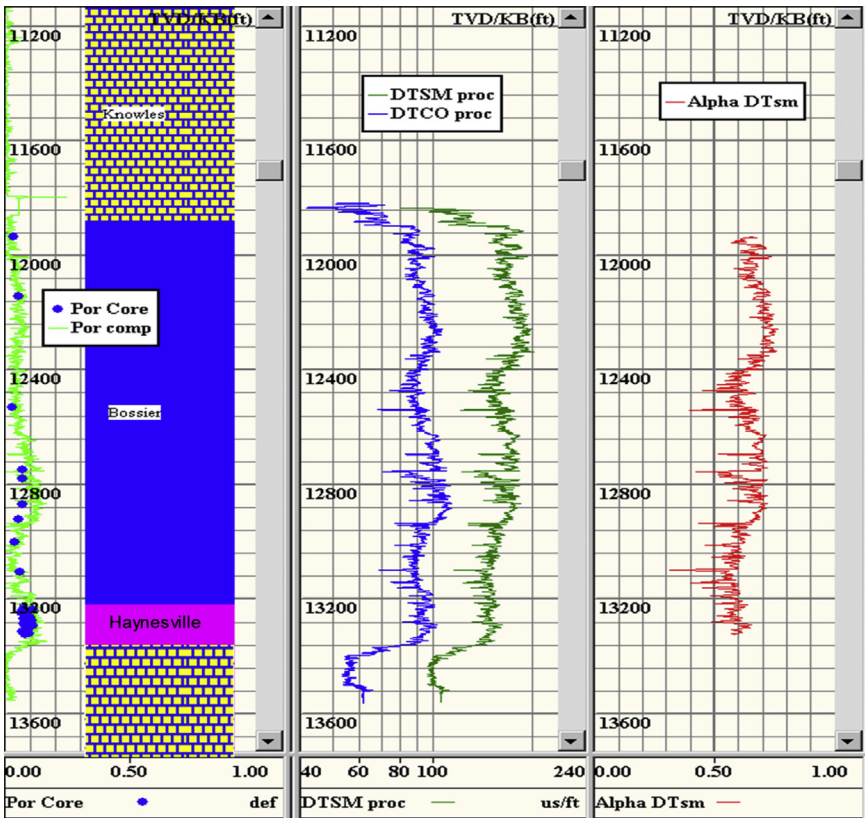 TVD/KB(ft)
11200
Knowles
11600
12000
Por Core
Por comp
12400
Bossier
12800
13200
Haynesville
13600
0.00 0.50 1.00
Por Core def
TVD/KB(ft)
11200
DTSM proc
DTCO proc
11600
12000
12400
12800
13200
13600
40 60 80 100 240
DTSM proc us/ft
TVD/KB(ft)
11200
Alpha DTsm
11600
12000
12400
12800
13200
13600
0.00 0.50 1.00
Alpha DTsm